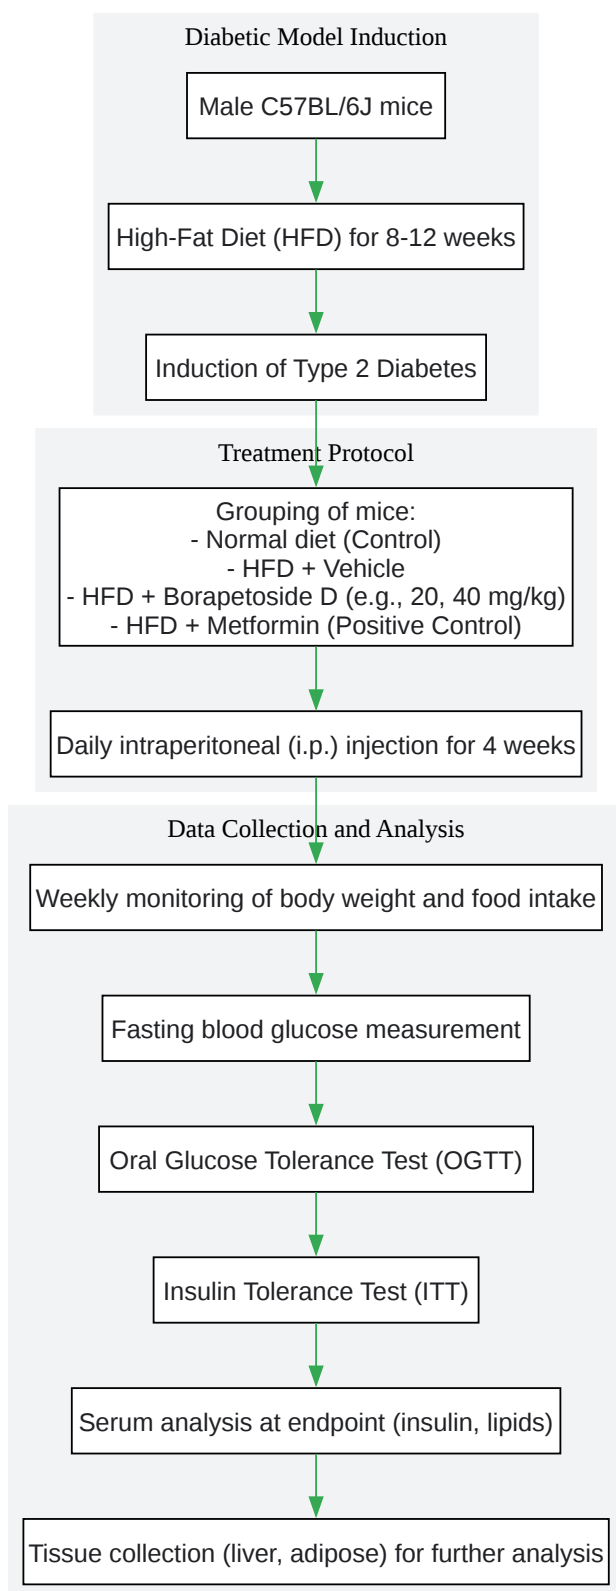 Diabetic Model Induction
Male C57BL/6J mice
High-Fat Diet (HFD) for 8-12 weeks
Induction of Type 2 Diabetes
Treatment Protocol
Grouping of mice:
- Normal diet (Control)
- HFD + Vehicle
- HFD + Borapetoside D (e.g., 20, 40 mg/kg)
- HFD + Metformin (Positive Control)
Daily intraperitoneal (i.p.) injection for 4 weeks
Data Collection and Analysis
Weekly monitoring of body weight and food intake
Fasting blood glucose measurement
Oral Glucose Tolerance Test (OGTT)
Insulin Tolerance Test (ITT)
Serum analysis at endpoint (insulin, lipids)
Tissue collection (liver, adipose) for further analysis